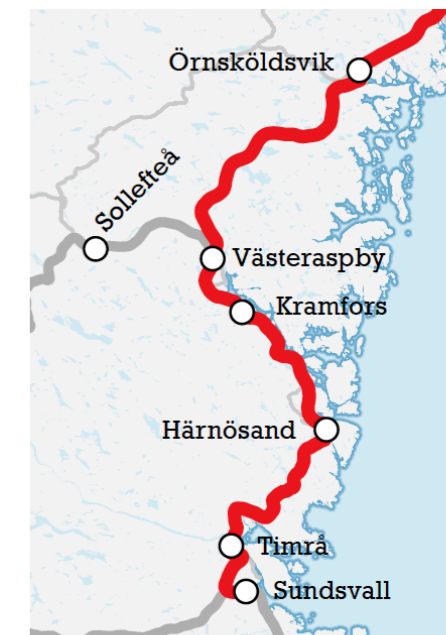 Örnsköldsvik
Sollefteå
Västeraspby
Kramfors
Härnösand
Timrå
Sundsvall